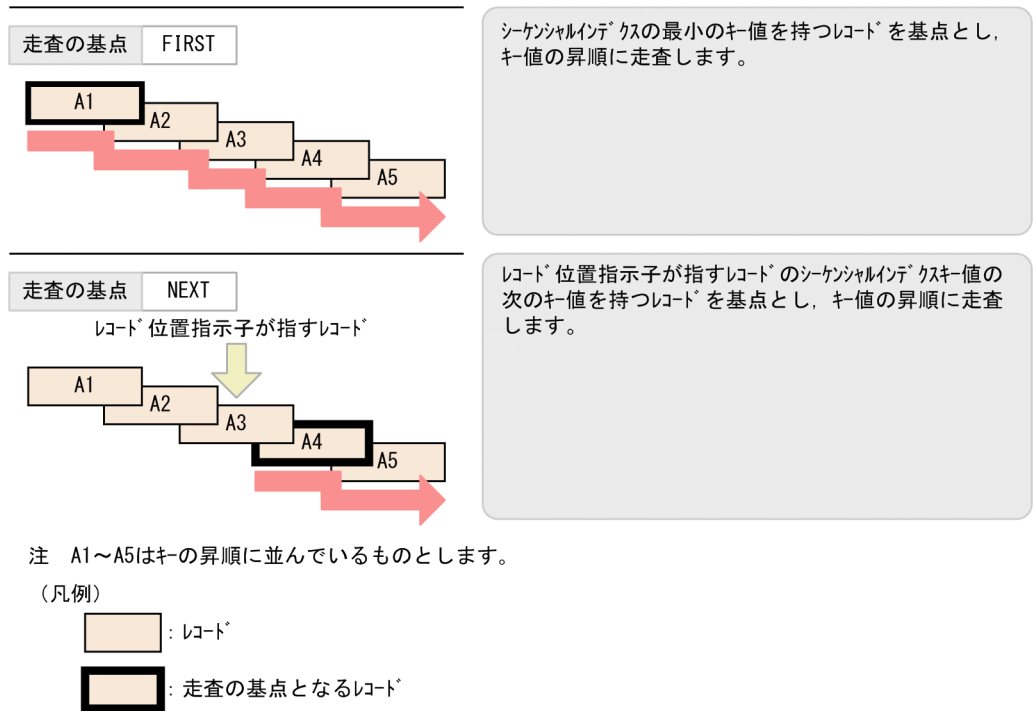 走査の基点 FIRST
ｼｰｹﾝｼｬﾙｲﾝﾃﾞｸｽの最小のｷｰ値を持つﾚｺｰﾄﾞを基点とし，
ｷｰ値の昇順に走査します。
A1
A2
A3
A4
A5
走査の基点 NEXT
ﾚｺｰﾄﾞ位置指示子が指すﾚｺｰﾄﾞのｼｰｹﾝｼｬﾙｲﾝﾃﾞｸｽｷｰ値の
次のｷｰ値を持つﾚｺｰﾄﾞを基点とし，ｷｰ値の昇順に走査
します。
ﾚｺｰﾄﾞ位置指示子が指すﾚｺｰﾄﾞ
A1
A2
A3
A4
A5
注　A1～A5はｷｰの昇順に並んでいるものとします。
（凡例）
：ﾚｺｰﾄﾞ
：走査の基点となるﾚｺｰﾄﾞ